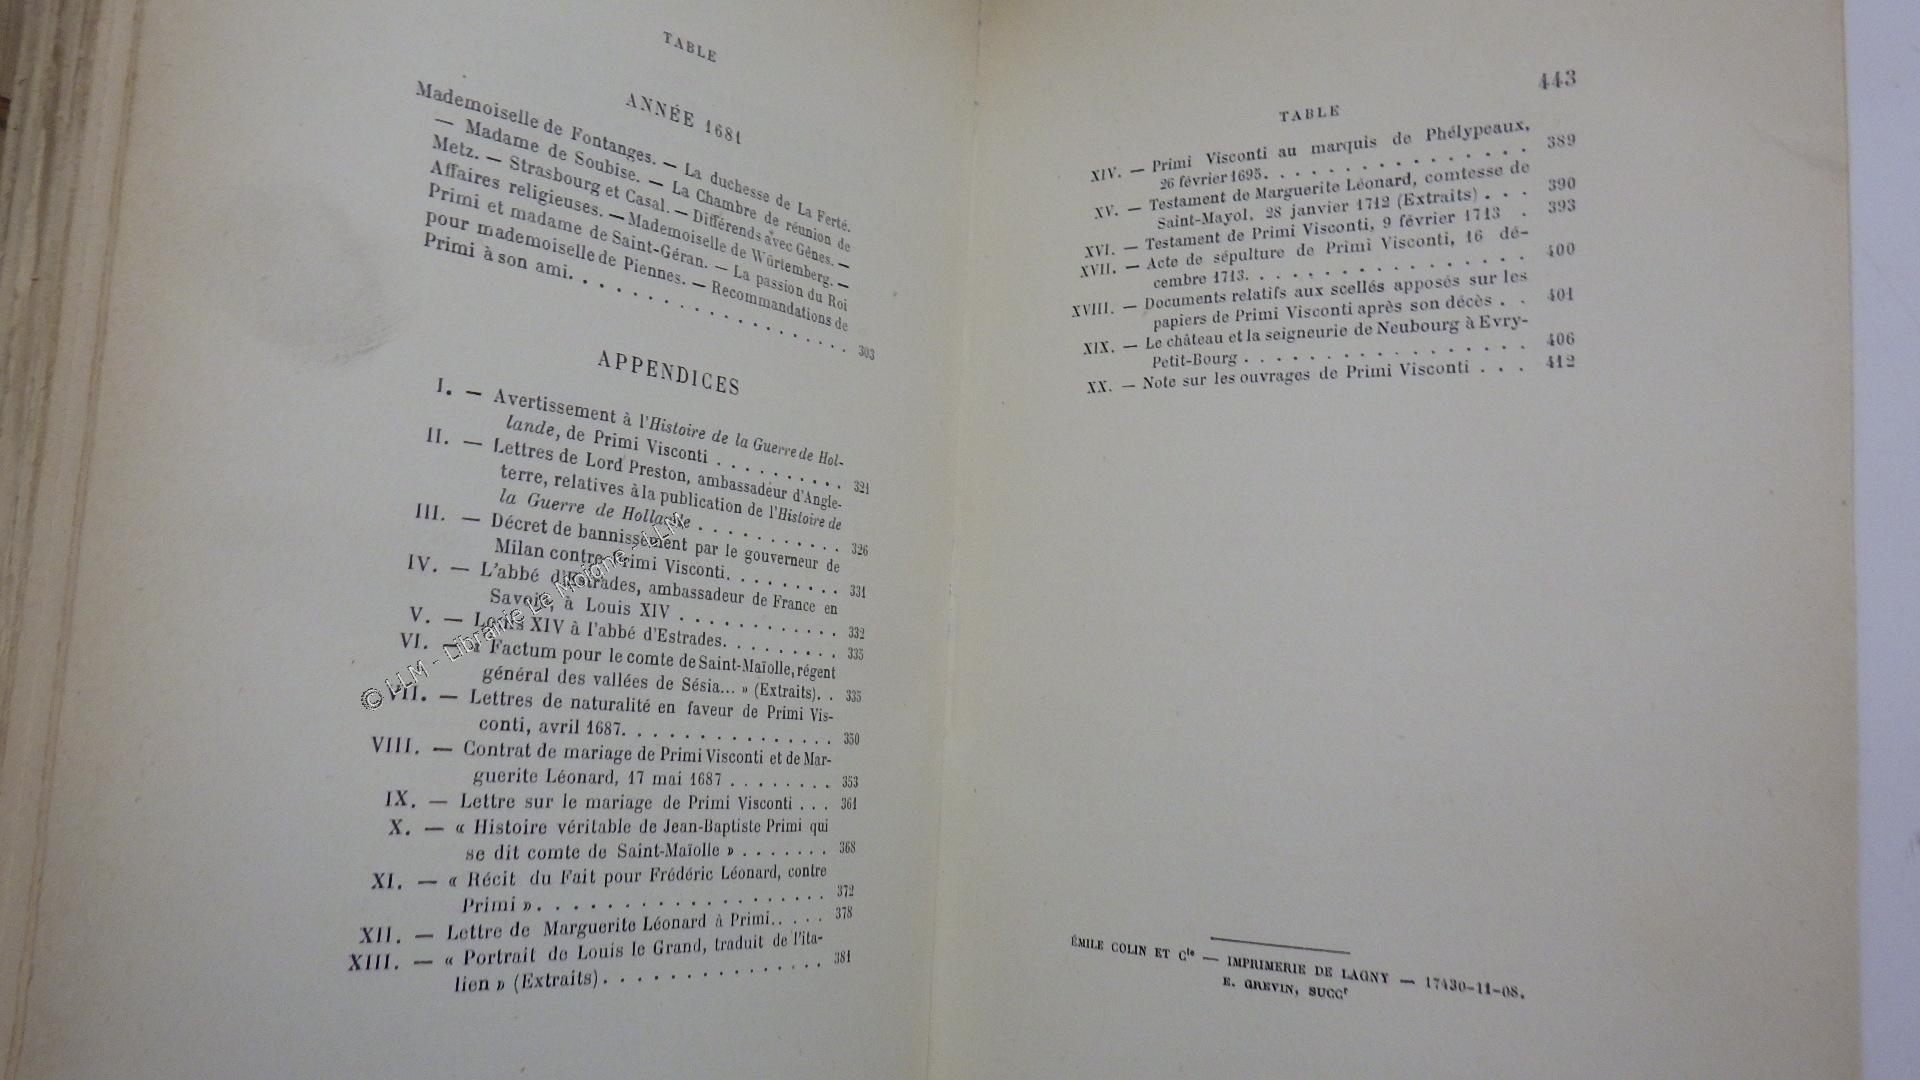 TABLE
ANNÉE 1681
Mademoiselle de Fontanges. — La duchesse de La Ferté.
— Madame de Soubise. — La Chambre de réunion de
Metz. — Strasbourg et Casal. — Différends avec Gênes. —
Affaires religieuses. — Mademoiselle de Würtemberg. —
Primi et madame de Saint-Géran. — La passion du Roi
pour mademoiselle de Piennes. — Recommandations de
Primi à son ami. . . . . . . . . . . . . . . . . . . . . . 303
APPENDICES
I. — Avertissement à l'Histoire de la Guerre de Hol-
lande, de Primi Visconti . . . . . . . . . . 321
II. — Lettres de Lord Preston, ambassadeur d'Angle-
terre, relatives à la publication de l'Histoire de
la Guerre de Hollande . . . . . . . . . . . 326
III. — Décret de bannissement par le gouverneur de
Milan contre Primi Visconti. . . . . . . . . 331
IV. — L'abbé d'Estrades, ambassadeur de France en
Savoie, à Louis XIV . . . . . . . . . . . . 332
V. — Louis XIV à l'abbé d'Estrades. . . . . . . . . 335
VI. — « Factum pour le comte de Saint-Maïolle, régent
général des vallées de Sésia... » (Extraits). . 335
VII. — Lettres de naturalité en faveur de Primi Vis-
conti, avril 1687. . . . . . . . . . . . . . . 350
VIII. — Contrat de mariage de Primi Visconti et de Mar-
guerite Léonard, 17 mai 1687 . . . . . . . . 353
IX. — Lettre sur le mariage de Primi Visconti . . . 361
X. — « Histoire véritable de Jean-Baptiste Primi qui
se dit comte de Saint-Maïolle » . . . . . . . 368
XI. — « Récit du Fait pour Frédéric Léonard, contre
Primi ». . . . . . . . . . . . . . . . . . . . 372
XII. — Lettre de Marguerite Léonard à Primi.. . . . 378
XIII. — « Portrait de Louis le Grand, traduit de l'ita-
lien » (Extraits). . . . . . . . . . . . . . . 381
© LLM - Librairie Le Moigne - LLM
443
TABLE
XIV. — Primi Visconti au marquis de Phélypeaux,
26 février 1695. . . . . . . . . . . . . . . . 389
XV. — Testament de Marguerite Léonard, comtesse de
Saint-Mayol, 28 janvier 1712 (Extraits) . . . 390
XVI. — Testament de Primi Visconti, 9 février 1713 . 393
XVII. — Acte de sépulture de Primi Visconti, 16 dé-
cembre 1713. . . . . . . . . . . . . . . . . 400
XVIII. — Documents relatifs aux scellés apposés sur les
papiers de Primi Visconti après son décès . . 401
XIX. — Le château et la seigneurie de Neubourg à Evry-
Petit-Bourg . . . . . . . . . . . . . . . . . 406
XX. — Note sur les ouvrages de Primi Visconti . . . 412
ÉMILE COLIN ET Cie — IMPRIMERIE DE LAGNY — 17430-11-08.
E. GREVIN, SUCCr